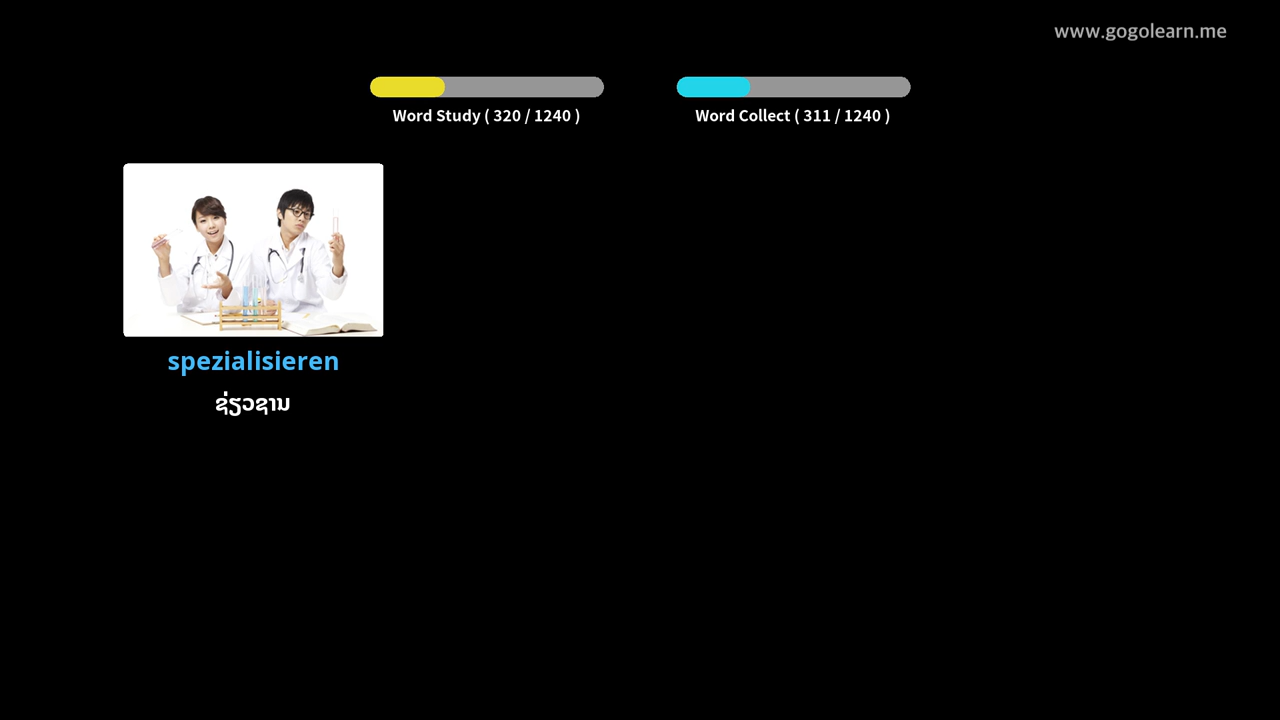 www.gogolearn.me
Word Study ( 320 / 1240 )
Word Collect ( 311 / 1240 )
spezialisieren
ຊ່ຽວຊານ